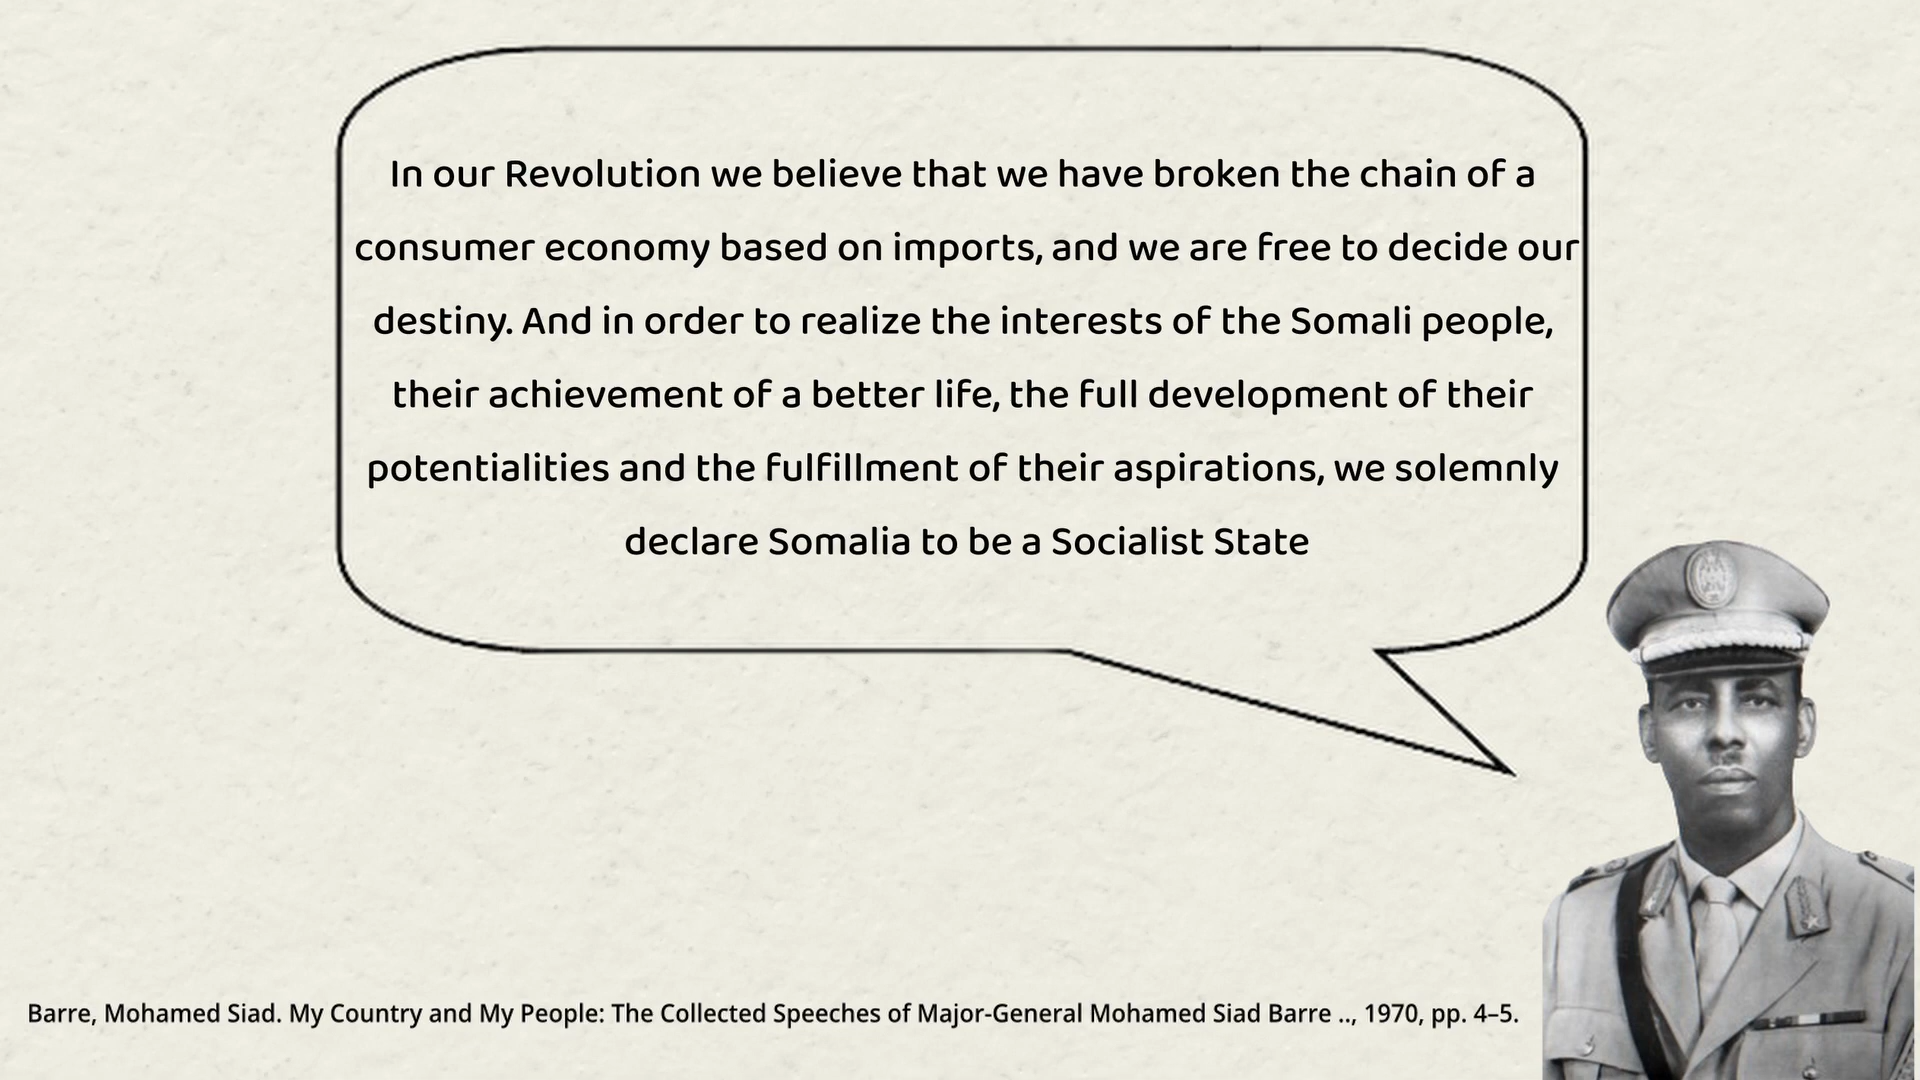 In our Revolution we believe that we have broken the chain of a
consumer economy based on imports, and we are free to decide our
destiny. And in order to realize the interests of the Somali people,
their achievement of a better life, the full development of their
potentialities and the fulfillment of their aspirations, we solemnly
declare Somalia to be a Socialist State
Barre, Mohamed Siad. My Country and My People: The Collected Speeches of Major-General Mohamed Siad Barre .., 1970, pp. 4–5.